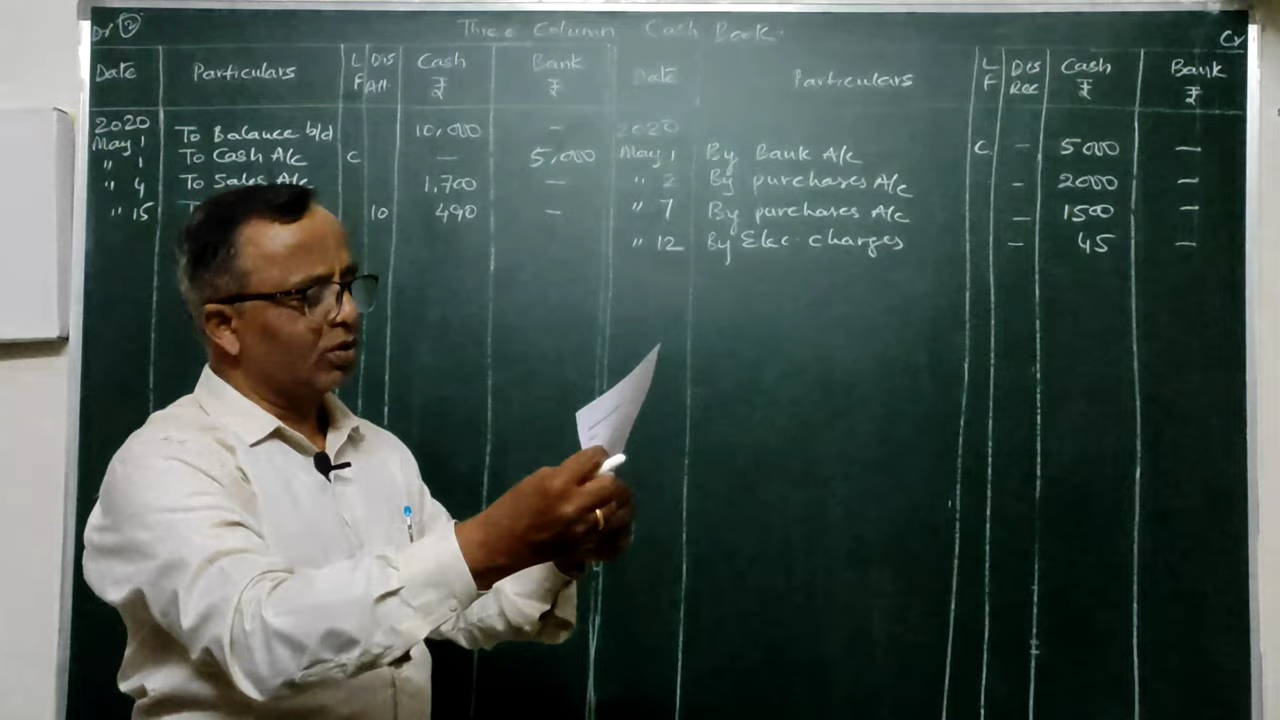 Dr 2 Three Column Cash Book Cr
Date Particulars L F Dis All. Cash ₹ Bank ₹ Date Particulars L F Dis Rec Cash ₹ Bank ₹
2020 To Balance b/d 10,000 - 2020
May 1 To Cash A/c C - 5,000 May 1 By Bank A/c C - 5000 -
" 1
" 4 To Sales A/c 1,700 - " 2 By purchases A/c - 2000 -
" 15 10 490 - " 7 By purchases A/c - 1500 -
" 12 By Elec. charges - 45 -